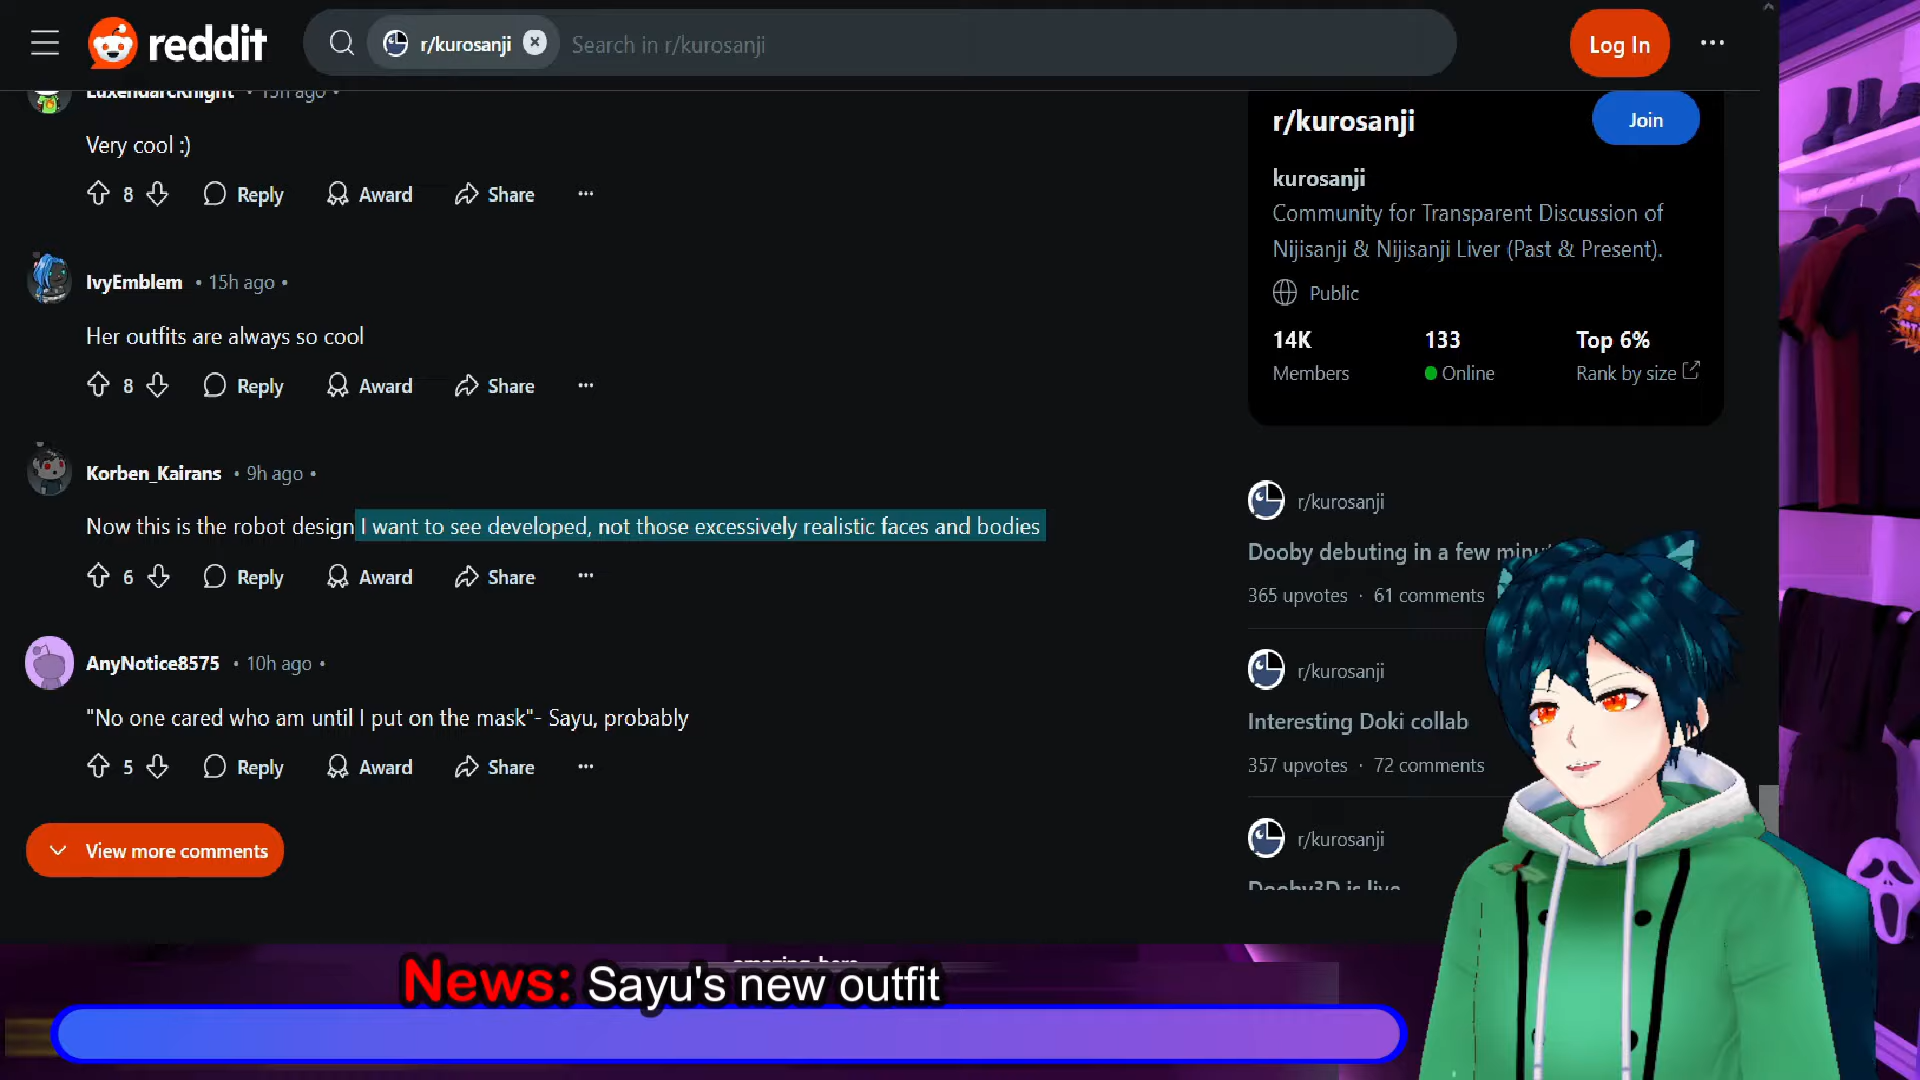 reddit
r/kurosanji
Search in r/kurosanji
Log In
LuxendarcKnight • 15h ago •
Very cool :)
8 Reply Award Share
IvyEmblem • 15h ago •
Her outfits are always so cool
8 Reply Award Share
Korben_Kairans • 9h ago •
Now this is the robot design I want to see developed, not those excessively realistic faces and bodies
6 Reply Award Share
AnyNotice8575 • 10h ago •
"No one cared who am until I put on the mask"- Sayu, probably
5 Reply Award Share
View more comments
r/kurosanji
Join
kurosanji
Community for Transparent Discussion of
Nijisanji & Nijisanji Liver (Past & Present).
Public
14K 133 Top 6%
Members Online Rank by size
r/kurosanji
Dooby debuting in a few
365 upvotes · 61 comments
r/kurosanji
Interesting Doki collab
357 upvotes · 72 comments
r/kurosanji
Dooby3D is live
News: Sayu's new outfit